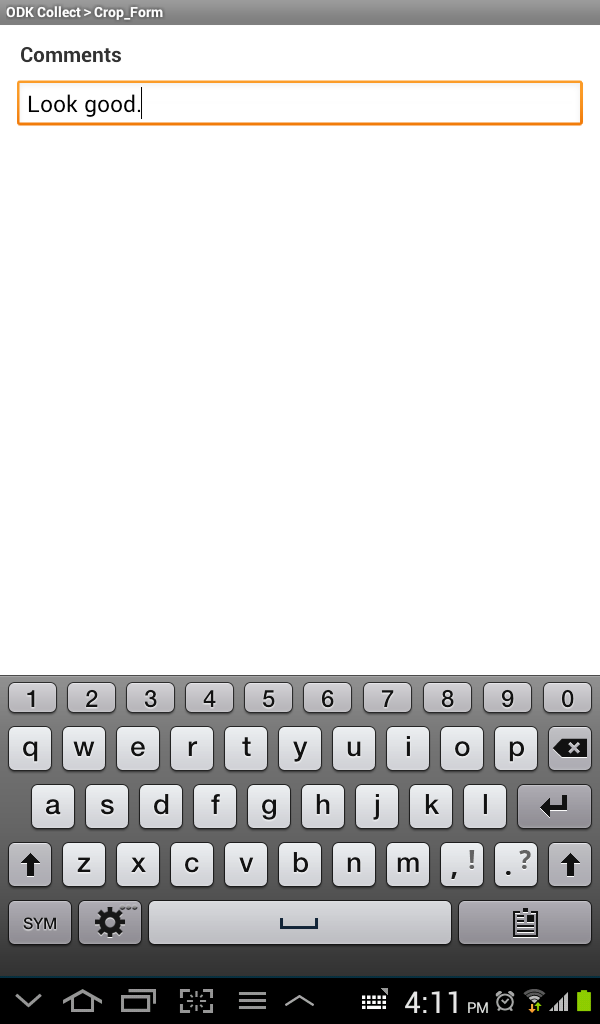 ODK Collect > Crop_Form
Comments
Look good.
1 2 3 4 5 6 7 8 9 0
q w e r t y u i o p
a s d f g h j k l
z x c v b n m , ! . ?
SYM
4:11 PM